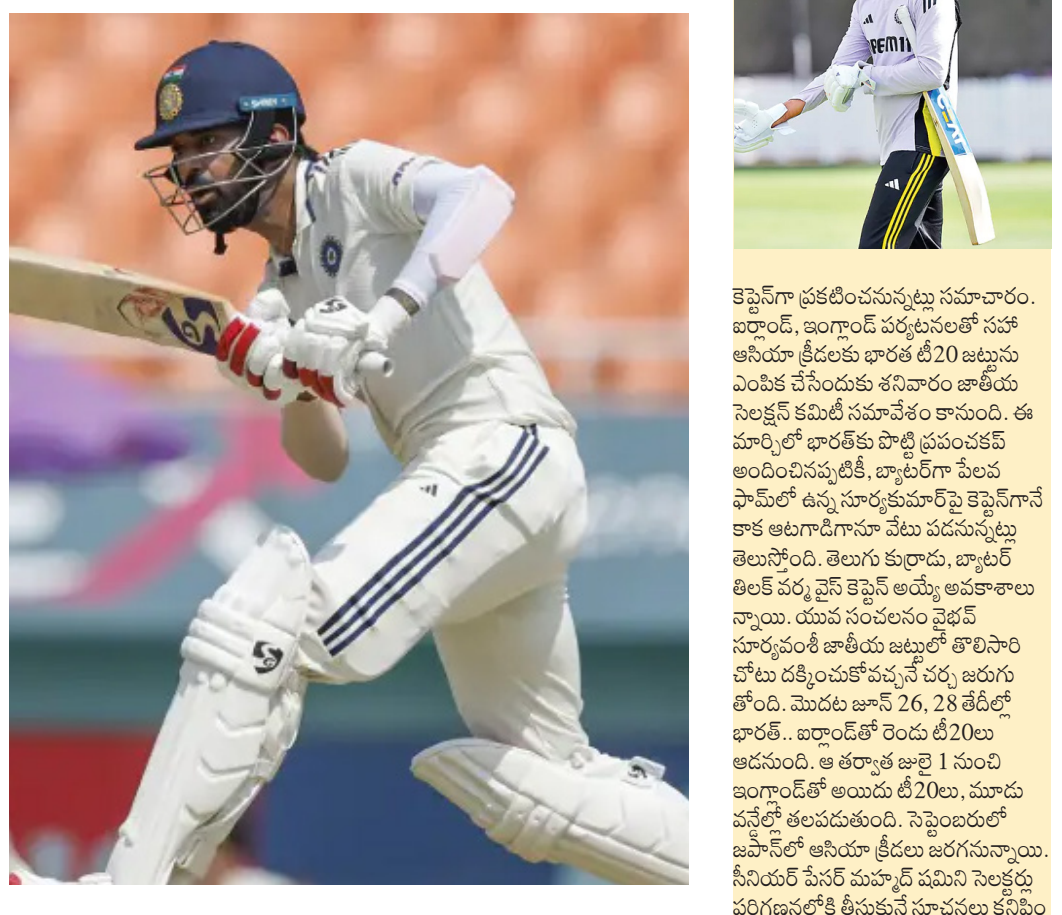 SHREY
REM11
కెప్టెన్‌గా ప్రకటించనున్నట్లు సమాచారం.
ఐర్లాండ్, ఇంగ్లాండ్ పర్యటనలతో సహా
ఆసియా క్రీడలకు భారత టీ20 జట్టును
ఎంపిక చేసేందుకు శనివారం జాతీయ
సెలక్షన్ కమిటీ సమావేశం కానుంది. ఈ
మార్చిలో భారత్‌కు పొట్టి ప్రపంచకప్
అందించినప్పటికీ, బ్యాటర్‌గా పేలవ
ఫామ్‌లో ఉన్న సూర్యకుమార్‌పై కెప్టెన్‌గానే
కాక ఆటగాడిగానూ వేటు పడనున్నట్లు
తెలుస్తోంది. తెలుగు కుర్రాడు, బ్యాటర్
తిలక్ వర్మ వైస్ కెప్టెన్ అయ్యే అవకాశాలు
న్నాయి. యువ సంచలనం వైభవ్
సూర్యవంశీ జాతీయ జట్టులో తొలిసారి
చోటు దక్కించుకోవచ్చనే చర్చ జరుగు
తోంది. మొదట జూన్ 26, 28 తేదీల్లో
భారత్.. ఐర్లాండ్‌తో రెండు టీ20లు
ఆడనుంది. ఆ తర్వాత జులై 1 నుంచి
ఇంగ్లాండ్‌తో అయిదు టీ20లు, మూడు
వన్డేల్లో తలపడుతుంది. సెప్టెంబరులో
జపాన్‌లో ఆసియా క్రీడలు జరగనున్నాయి.
సీనియర్ పేసర్ మహ్మద్ షమిని సెలక్టర్లు
పరిగణనలోకి తీసుకునే సూచనలు కనిపిం